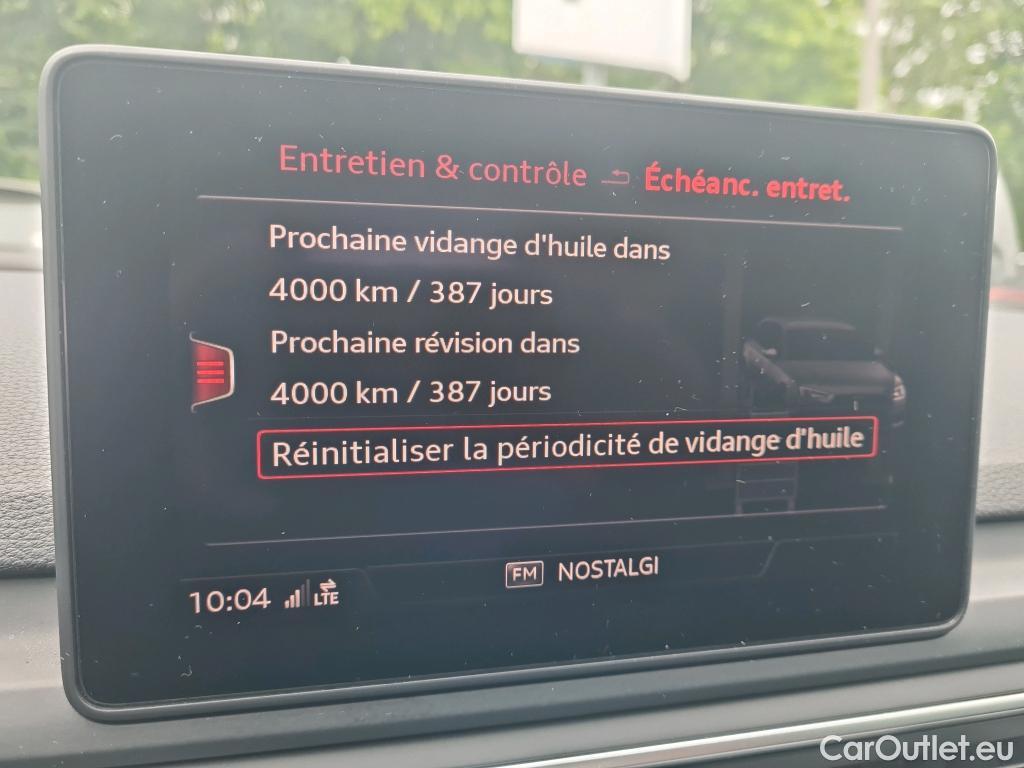 Entretien & contrôle Échéanc. entret.
Prochaine vidange d'huile dans
4000 km / 387 jours
Prochaine révision dans
4000 km / 387 jours
Réinitialiser la périodicité de vidange d'huile
FM NOSTALGI
10:04 LTE
CarOutlet.eu